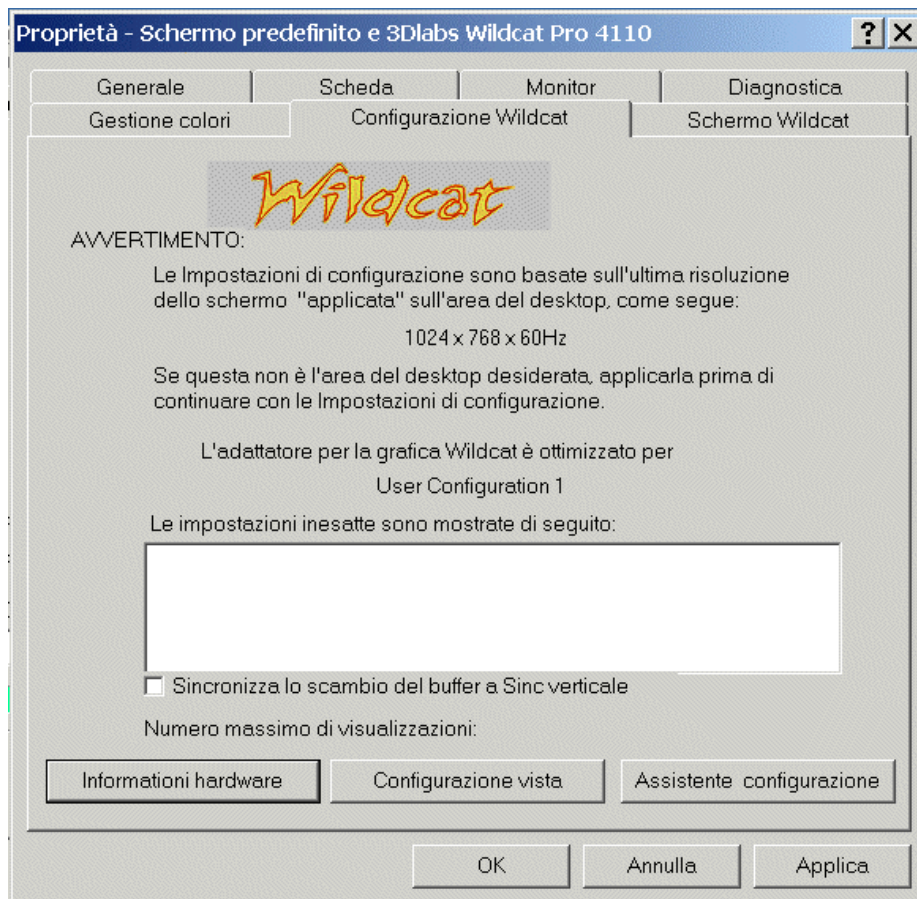 Proprietà - Schermo predefinito e 3Dlabs Wildcat Pro 4110
Generale
Scheda
Monitor
Diagnostica
Gestione colori
Configurazione Wildcat
Schermo Wildcat
Wildcat
AVVERTIMENTO:
Le Impostazioni di configurazione sono basate sull'ultima risoluzione
dello schermo "applicata" sull'area del desktop, come segue:
1024 x 768 x 60Hz
Se questa non è l'area del desktop desiderata, applicarla prima di
continuare con le Impostazioni di configurazione.
L'adattatore per la grafica Wildcat è ottimizzato per
User Configuration 1
Le impostazioni inesatte sono mostrate di seguito:
Sincronizza lo scambio del buffer a Sinc verticale
Numero massimo di visualizzazioni:
Informationi hardware
Configurazione vista
Assistente configurazione
OK
Annulla
Applica